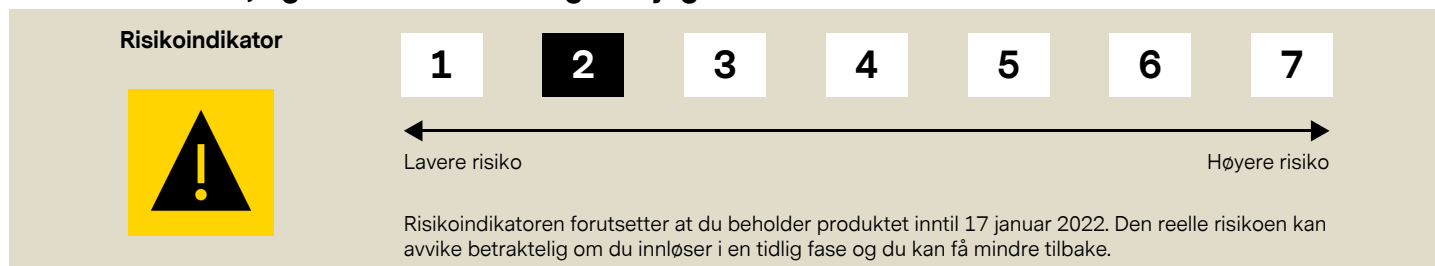 Risikoindikator
1 2 3 4 5 6 7
Lavere risiko Høyere risiko
Risikoindikatoren forutsetter at du beholder produktet inntil 17 januar 2022. Den reelle risikoen kan
avvike betraktelig om du innløser i en tidlig fase og du kan få mindre tilbake.